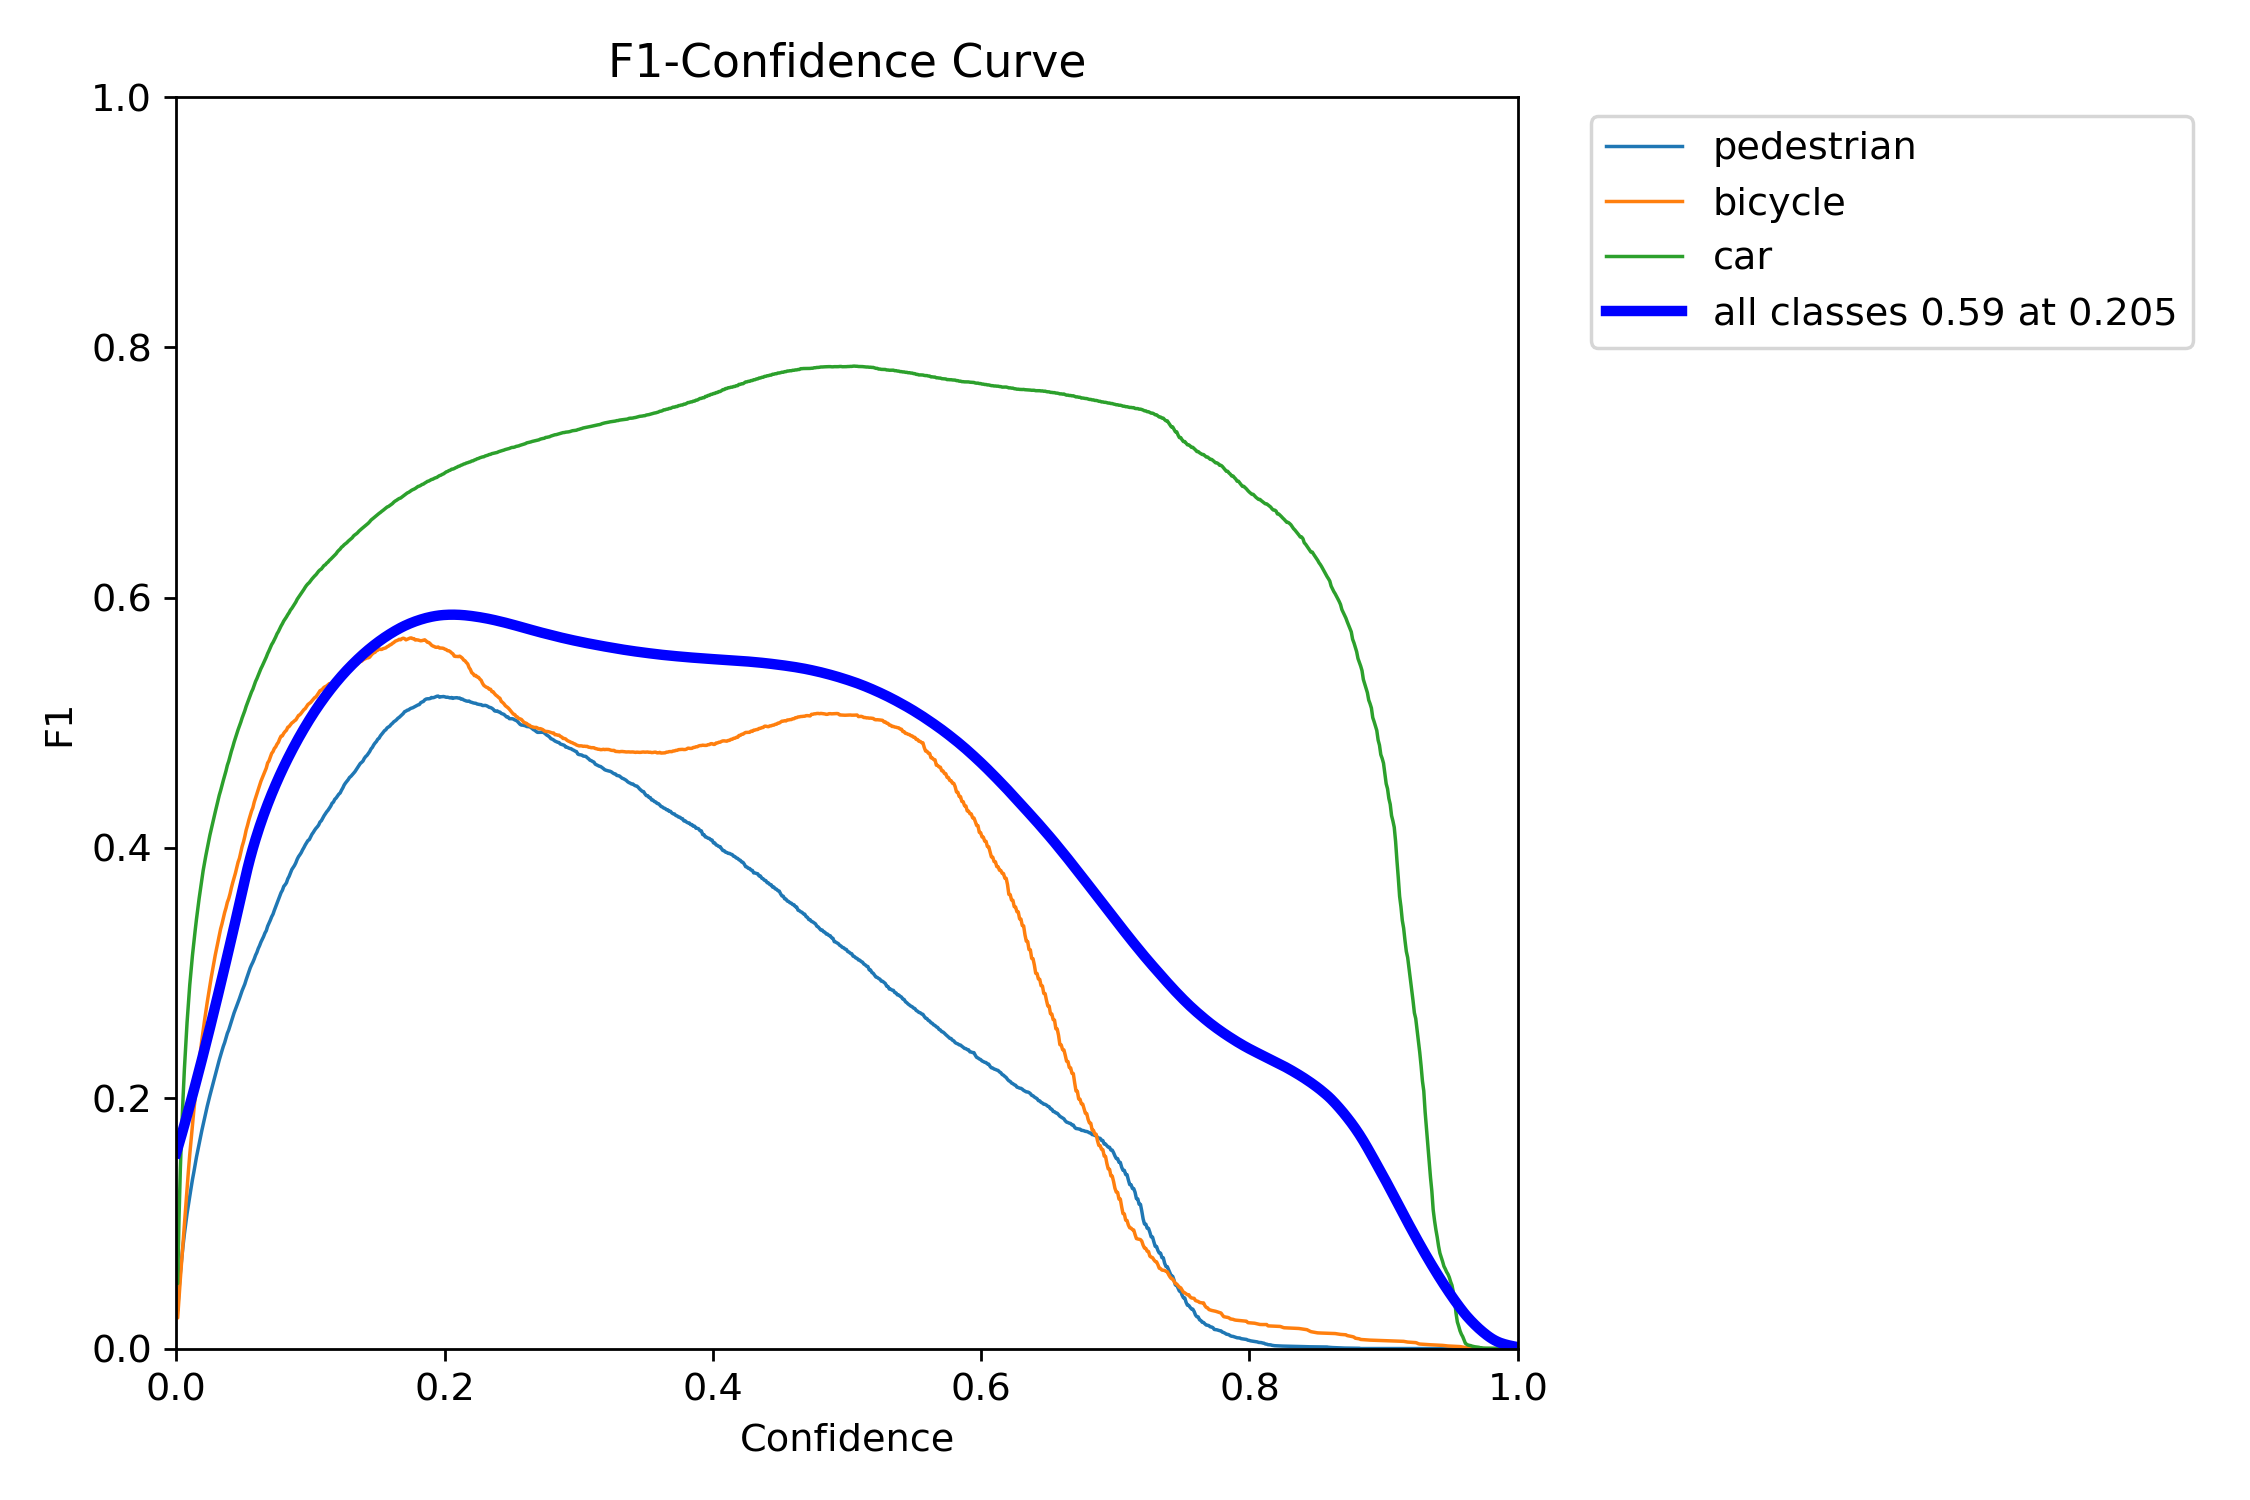 F1-Confidence Curve
1.0
0.8
0.6
0.4
0.2
0.0
F1
0.0 0.2 0.4 0.6 0.8 1.0
Confidence
pedestrian
bicycle
car
all classes 0.59 at 0.205